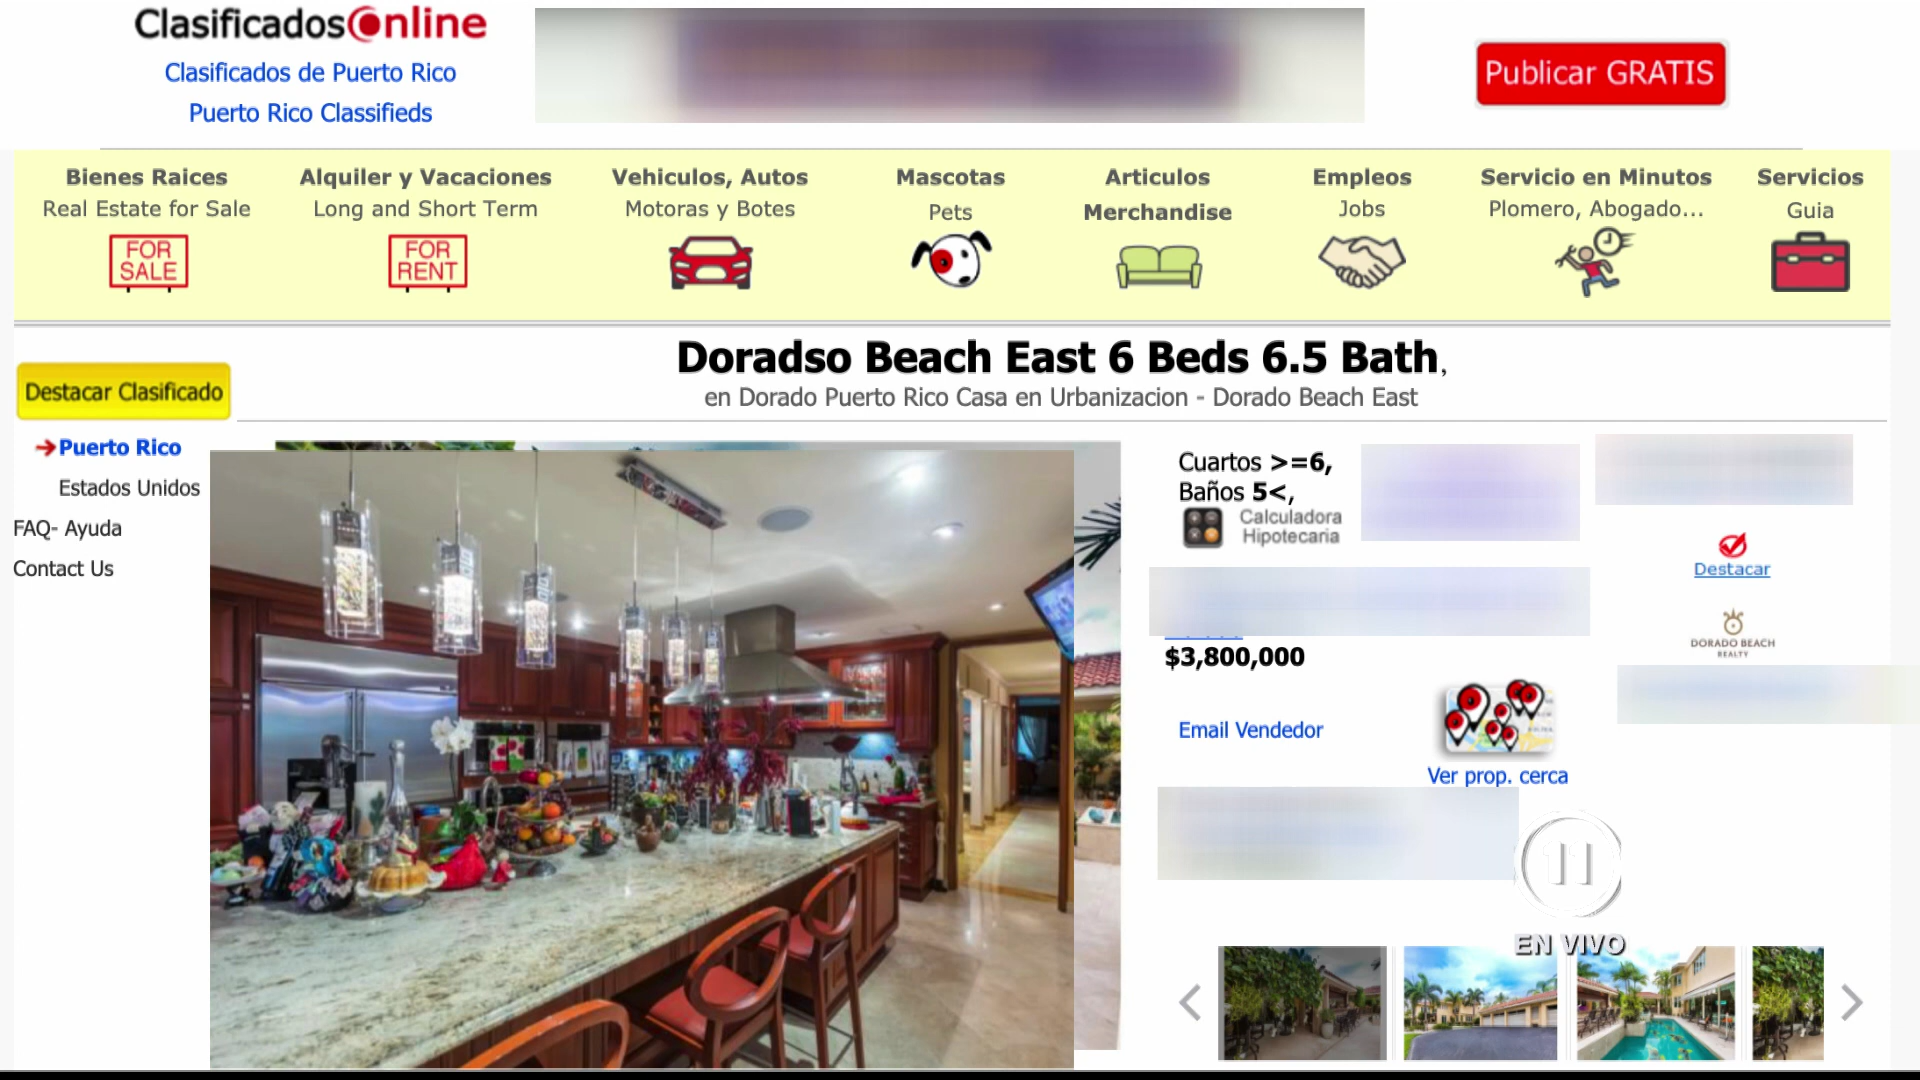 ClasificadosOnline
Clasificados de Puerto Rico
Puerto Rico Classifieds
Publicar GRATIS
Bienes Raices
Real Estate for Sale
FOR
SALE
Alquiler y Vacaciones
Long and Short Term
FOR
RENT
Vehiculos, Autos
Motoras y Botes
Mascotas
Pets
Articulos
Merchandise
Empleos
Jobs
Servicio en Minutos
Plomero, Abogado...
Servicios
Guia
Doradso Beach East 6 Beds 6.5 Bath,
en Dorado Puerto Rico Casa en Urbanizacion - Dorado Beach East
Destacar Clasificado
Puerto Rico
Estados Unidos
FAQ- Ayuda
Contact Us
Cuartos >=6,
Baños 5<,
Calculadora
Hipotecaria
$3,800,000
Email Vendedor
Ver prop. cerca
Destacar
DORADO BEACH
REALTY
11
EN VIVO